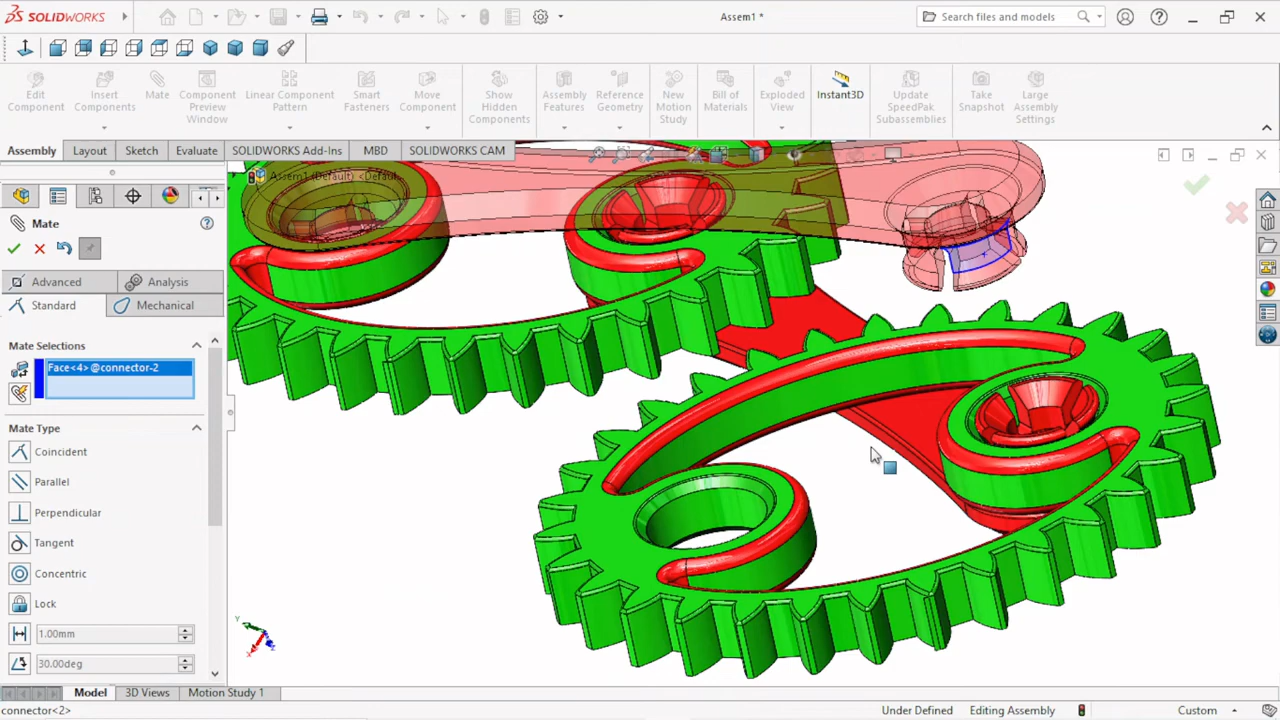 SOLIDWORKS
Assem1 *
Search files and models
Edit Component
Insert Components
Mate
Component Preview Window
Linear Component Pattern
Smart Fasteners
Move Component
Show Hidden Components
Assembly Features
Reference Geometry
New Motion Study
Bill of Materials
Exploded View
Instant3D
Update SpeedPak Subassemblies
Take Snapshot
Large Assembly Settings
Assembly
Layout
Sketch
Evaluate
SOLIDWORKS Add-Ins
MBD
SOLIDWORKS CAM
Assem1 (Default) <Defaul...
Mate
Advanced
Analysis
Standard
Mechanical
Mate Selections
Face<4>@connector-2
Mate Type
Coincident
Parallel
Perpendicular
Tangent
Concentric
Lock
1.00mm
30.00deg
Y
X
Z
Model
3D Views
Motion Study 1
connector<2>
Under Defined
Editing Assembly
Custom